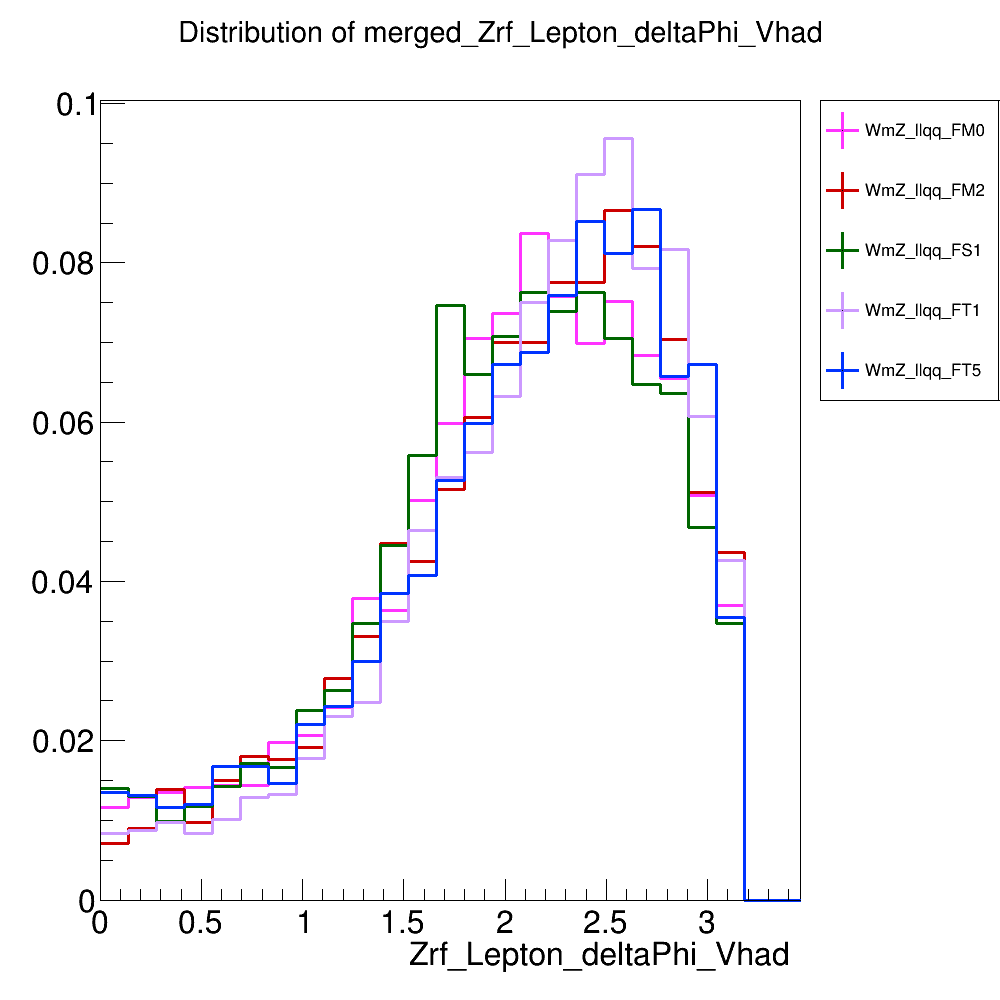 Distribution of merged_Zrf_Lepton_deltaPhi_Vhad
0.1
0.08
0.06
0.04
0.02
0
0 0.5 1 1.5 2 2.5 3
Zrf_Lepton_deltaPhi_Vhad
WmZ_llqq_FM0
WmZ_llqq_FM2
WmZ_llqq_FS1
WmZ_llqq_FT1
WmZ_llqq_FT5